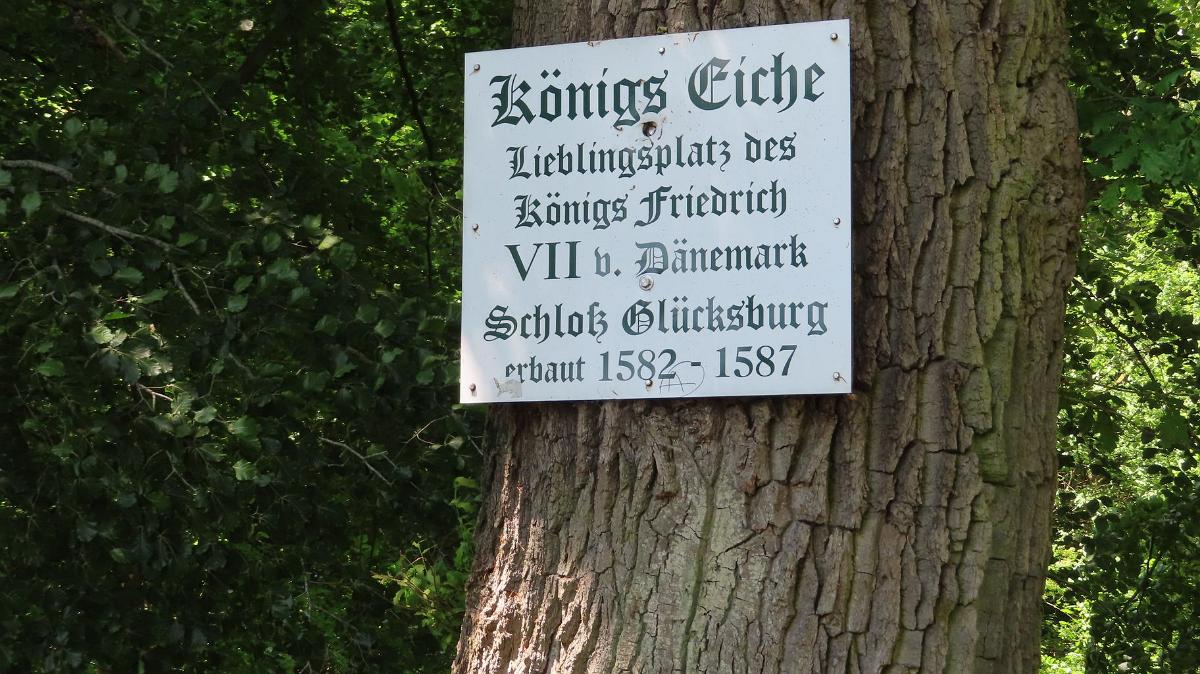 Königs Eiche
Lieblingsplatz des
Königs Friedrich
VII v. Dänemark
Schloß Glücksburg
erbaut 1582 - 1587